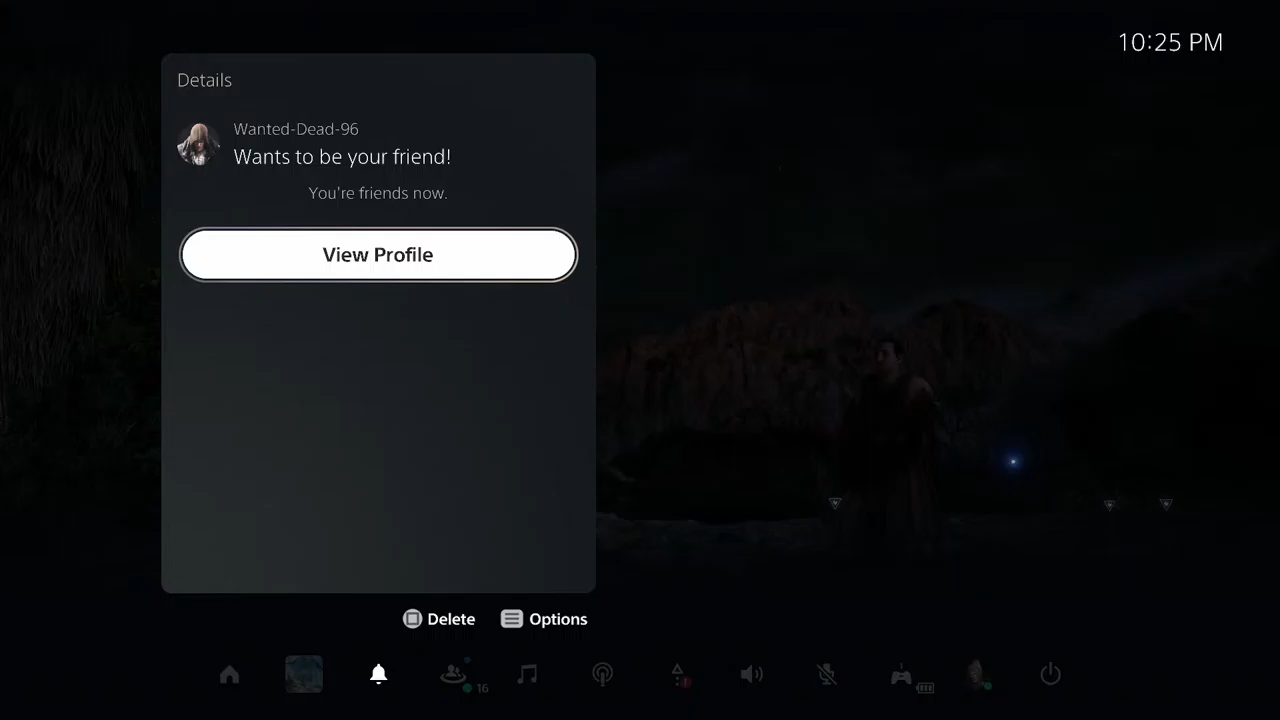 10:25 PM
Details
Wanted-Dead-96
Wants to be your friend!
You're friends now.
View Profile
Delete
Options
16